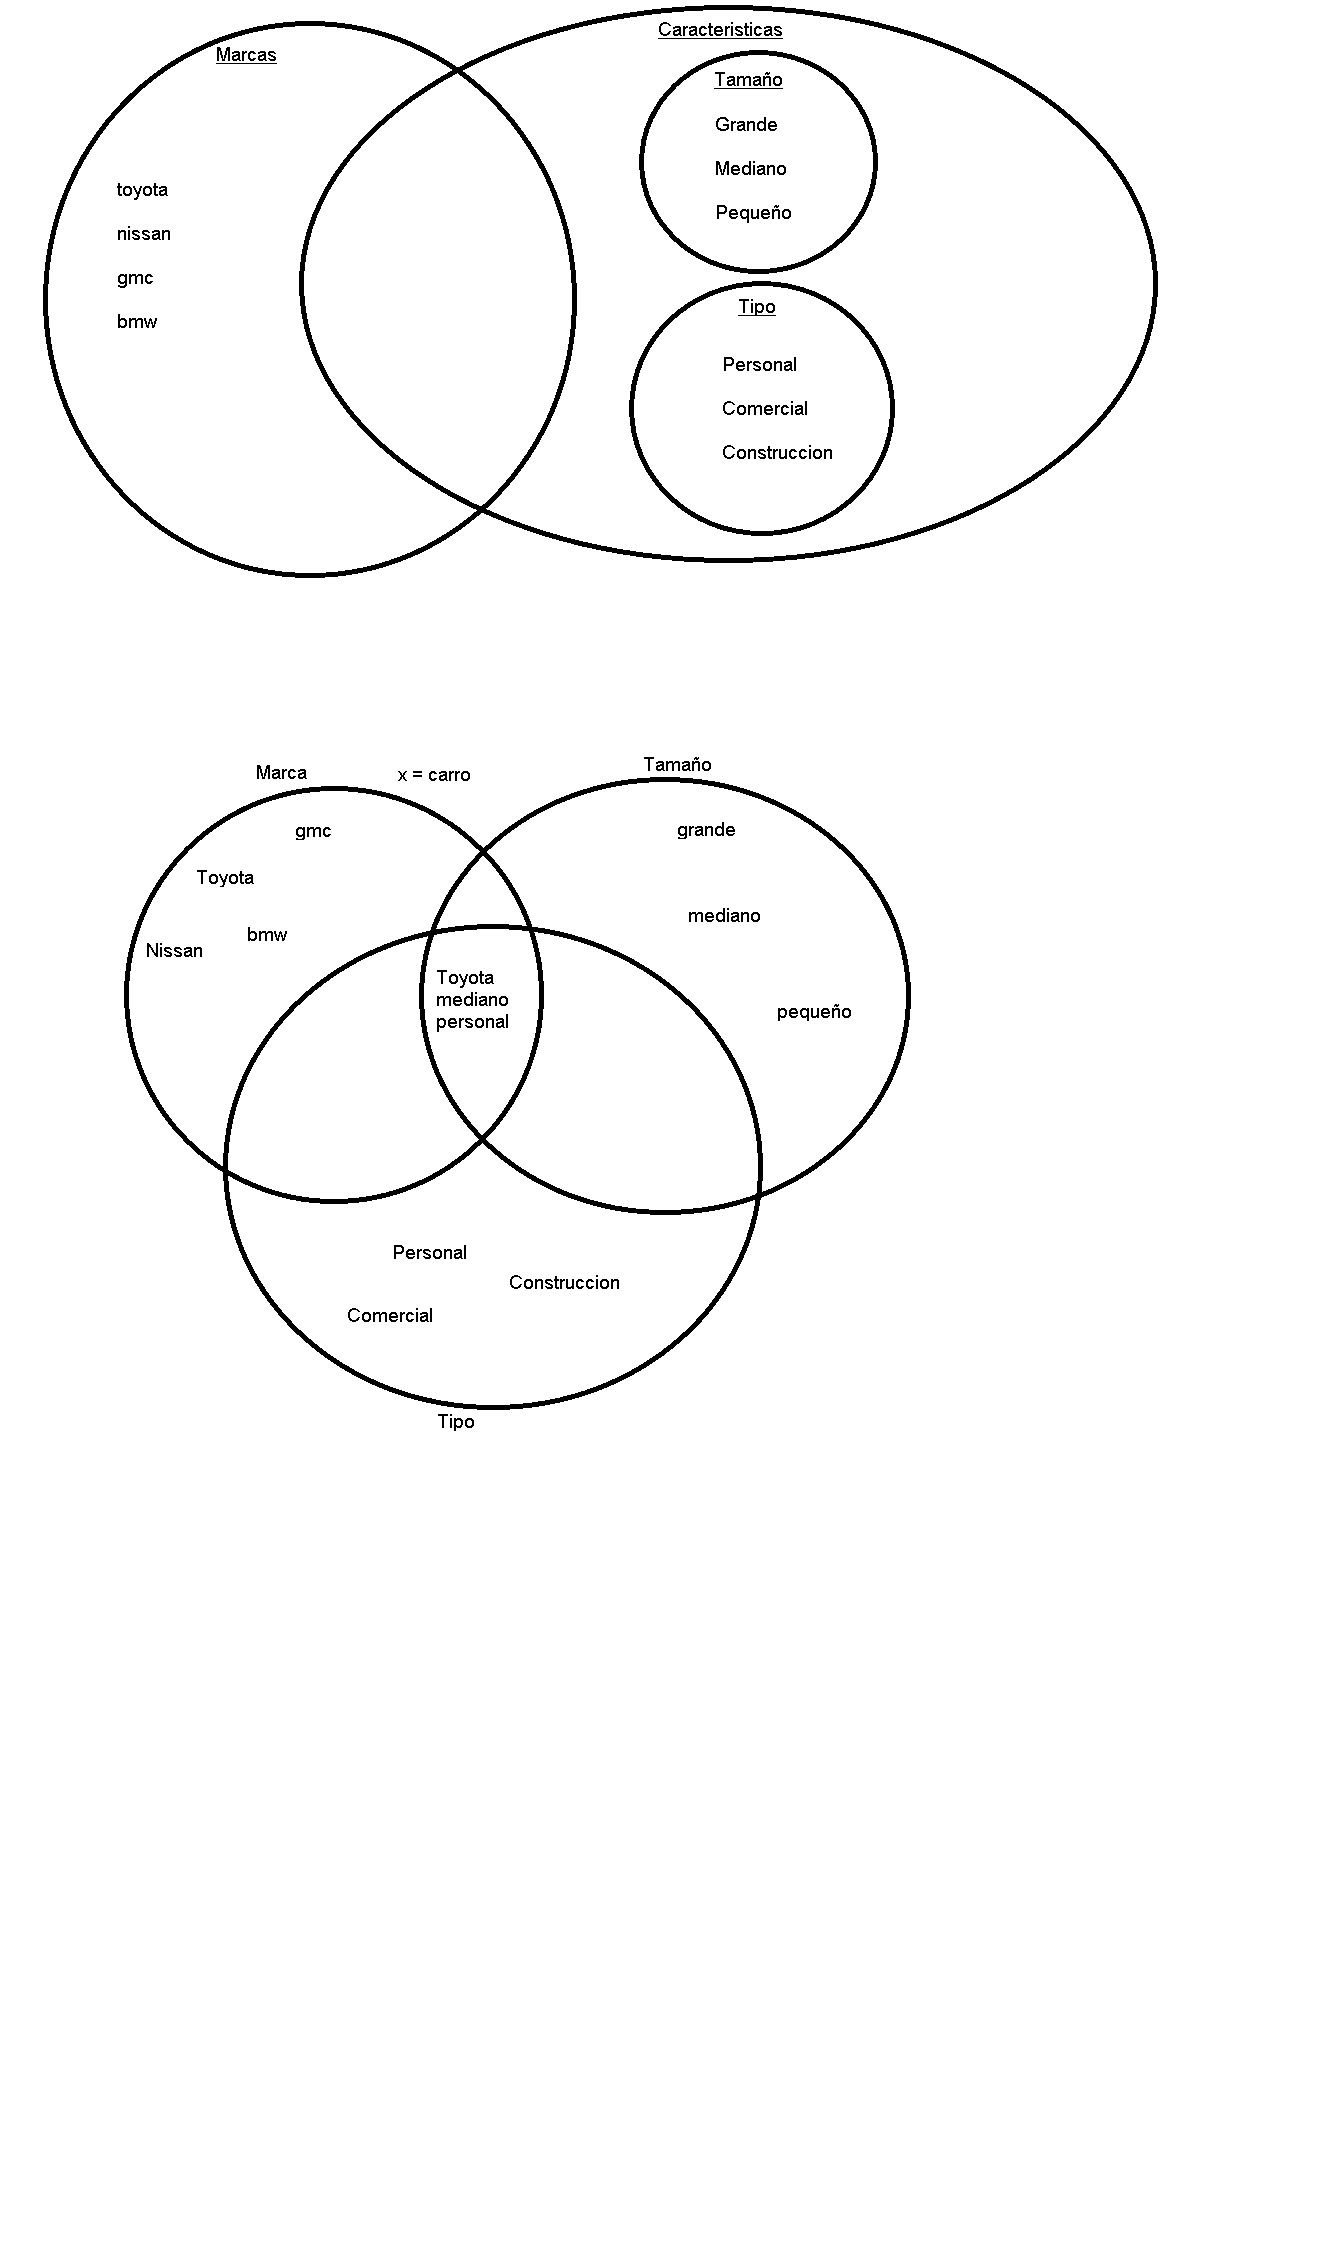 Marcas
toyota
nissan
gmc
bmw
Caracteristicas
Tamaño
Grande
Mediano
Pequeño
Tipo
Personal
Comercial
Construccion
Marca
x = carro
Tamaño
gmc
Toyota
bmw
Nissan
grande
mediano
pequeño
Toyota
mediano
personal
Personal
Construccion
Comercial
Tipo